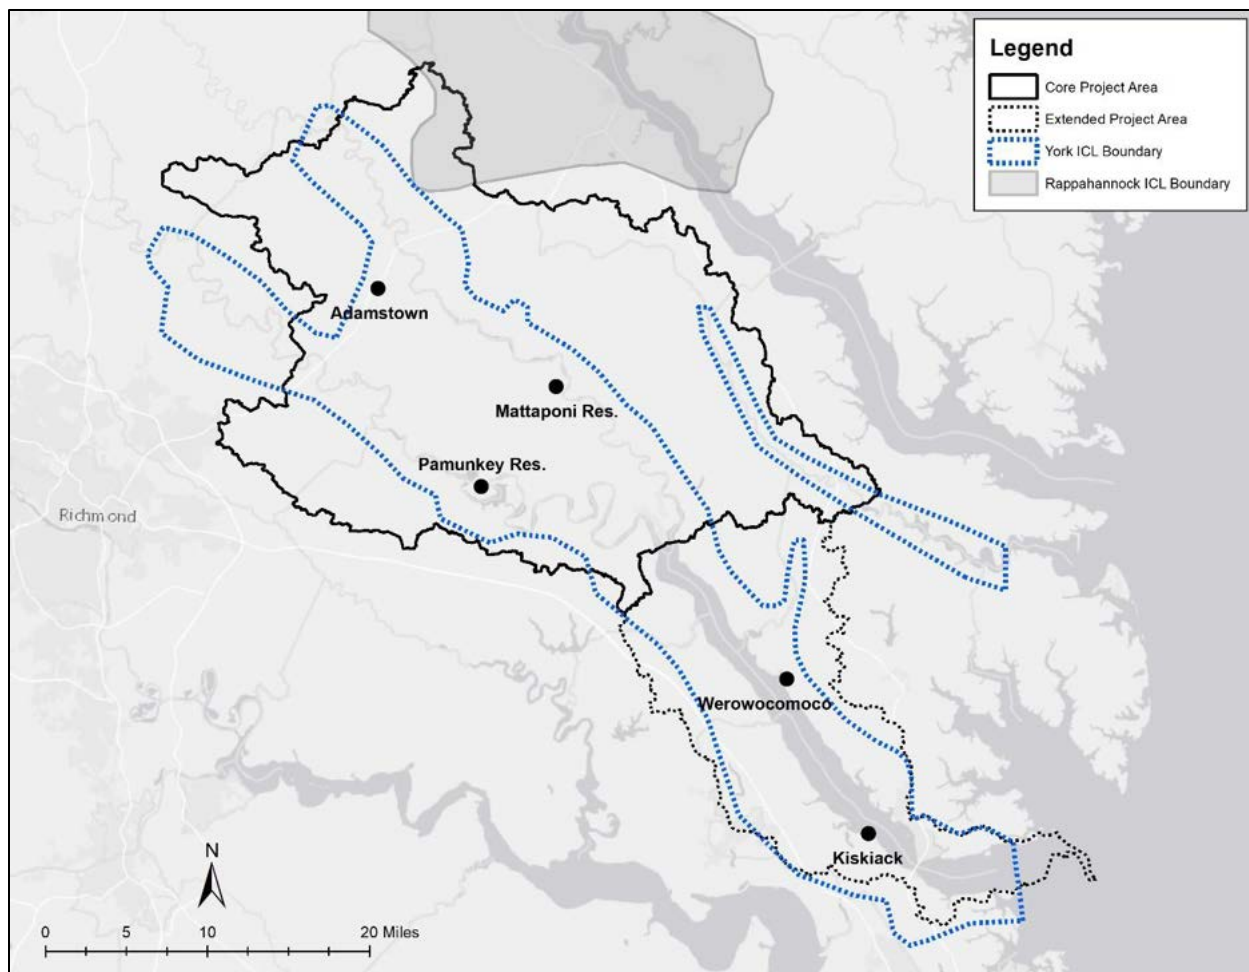 Legend
Core Project Area
Extended Project Area
York ICL Boundary
Rappahannock ICL Boundary
Adamstown
Mattaponi Res.
Pamunkey Res.
Richmond
Werowocomoco
Kiskiack
N
0 5 10 20 Miles